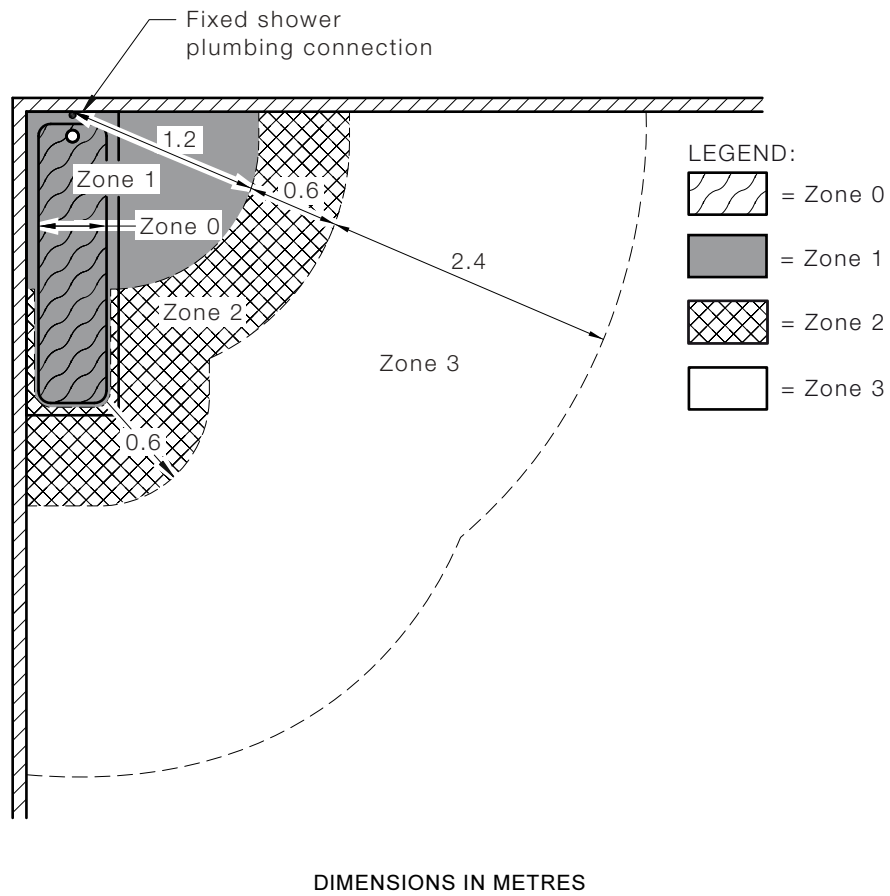 Fixed shower
plumbing connection
1.2
Zone 1
0.6
Zone 0
2.4
Zone 2
Zone 3
0.6
LEGEND:
= Zone 0
= Zone 1
= Zone 2
= Zone 3
DIMENSIONS IN METRES